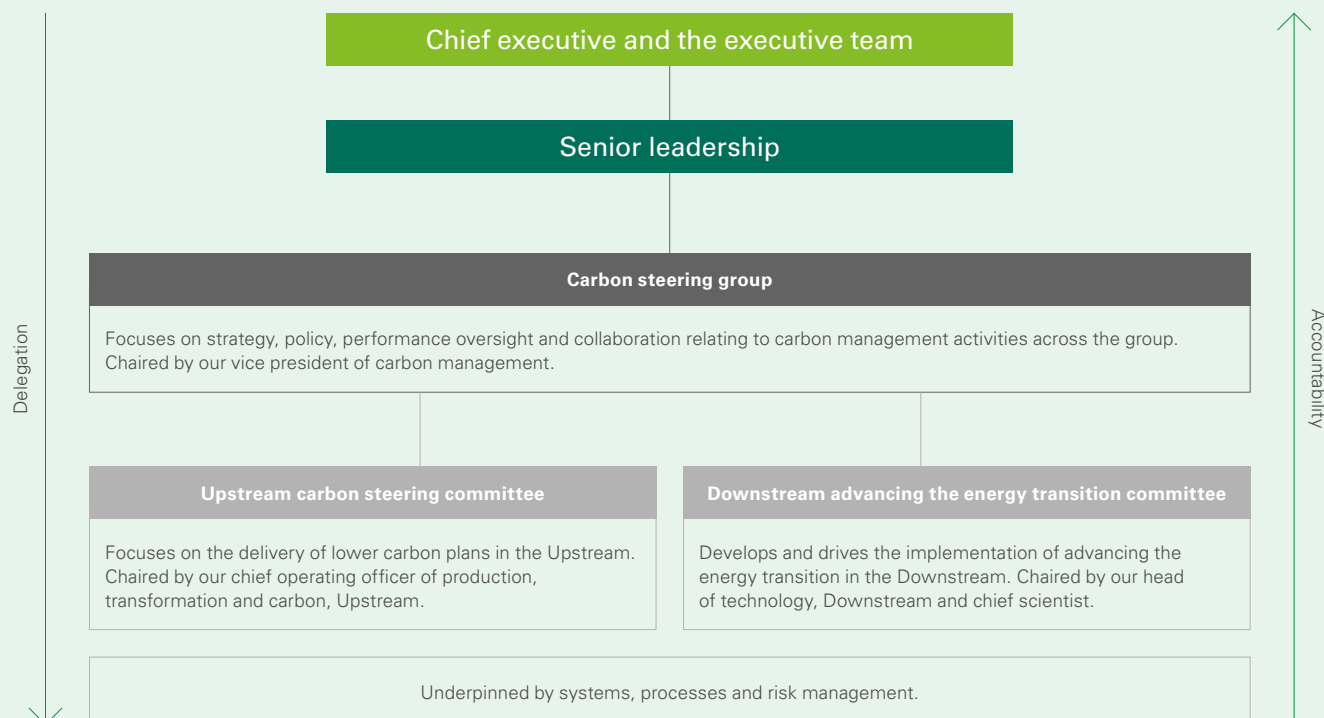 Chief executive and the executive team
Senior leadership
Carbon steering group
Focuses on strategy, policy, performance oversight and collaboration relating to carbon management activities across the group.
Chaired by our vice president of carbon management.
Delegation
Accountability
Upstream carbon steering committee
Focuses on the delivery of lower carbon plans in the Upstream.
Chaired by our chief operating officer of production,
transformation and carbon, Upstream.
Downstream advancing the energy transition committee
Develops and drives the implementation of advancing the
energy transition in the Downstream. Chaired by our head
of technology, Downstream and chief scientist.
Underpinned by systems, processes and risk management.